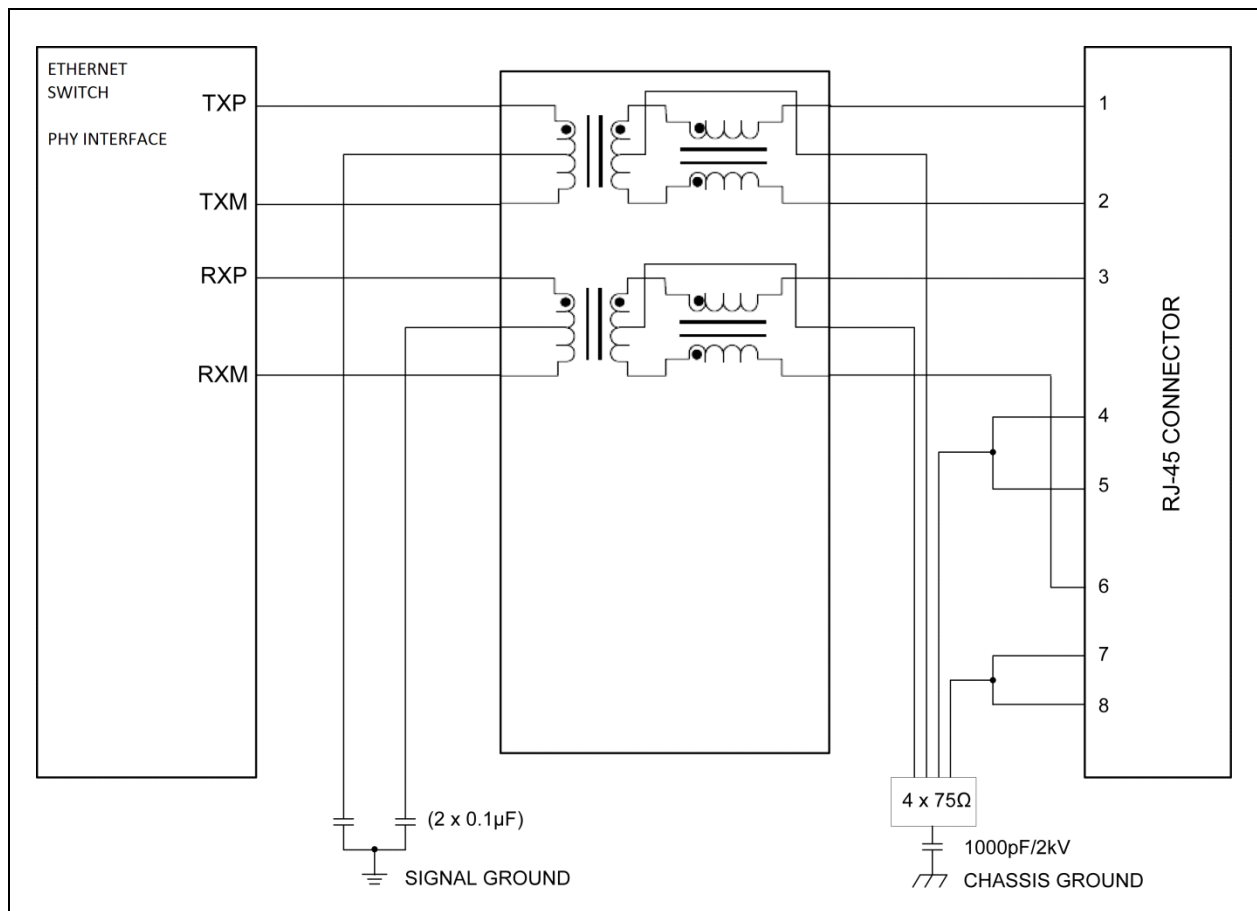 ETHERNET
SWITCH
PHY INTERFACE
TXP
TXM
RXP
RXM
1
2
3
4
5
6
7
8
RJ-45 CONNECTOR
(2 x 0.1µF)
SIGNAL GROUND
4 x 75Ω
1000pF/2kV
CHASSIS GROUND